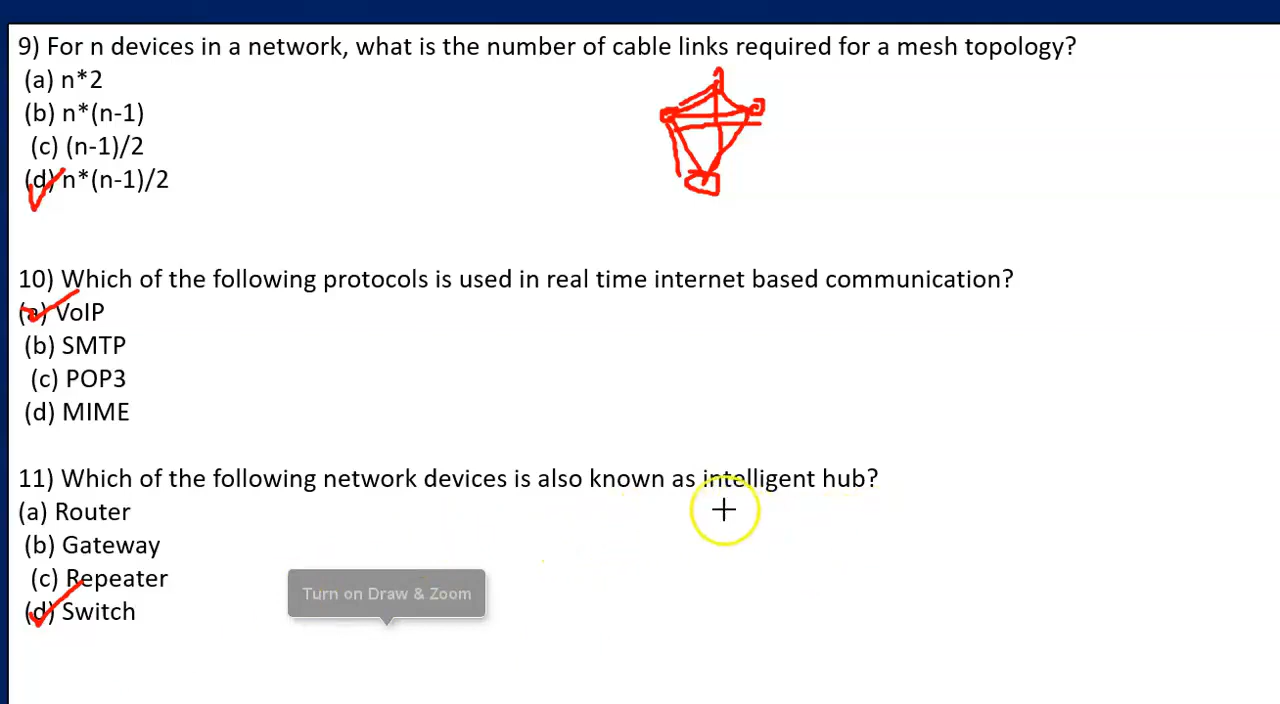 9) For n devices in a network, what is the number of cable links required for a mesh topology?
(a) n*2
(b) n*(n-1)
(c) (n-1)/2
(d) n*(n-1)/2
10) Which of the following protocols is used in real time internet based communication?
(a) VoIP
(b) SMTP
(c) POP3
(d) MIME
11) Which of the following network devices is also known as intelligent hub?
(a) Router
(b) Gateway
(c) Repeater
Turn on Draw & Zoom
(d) Switch